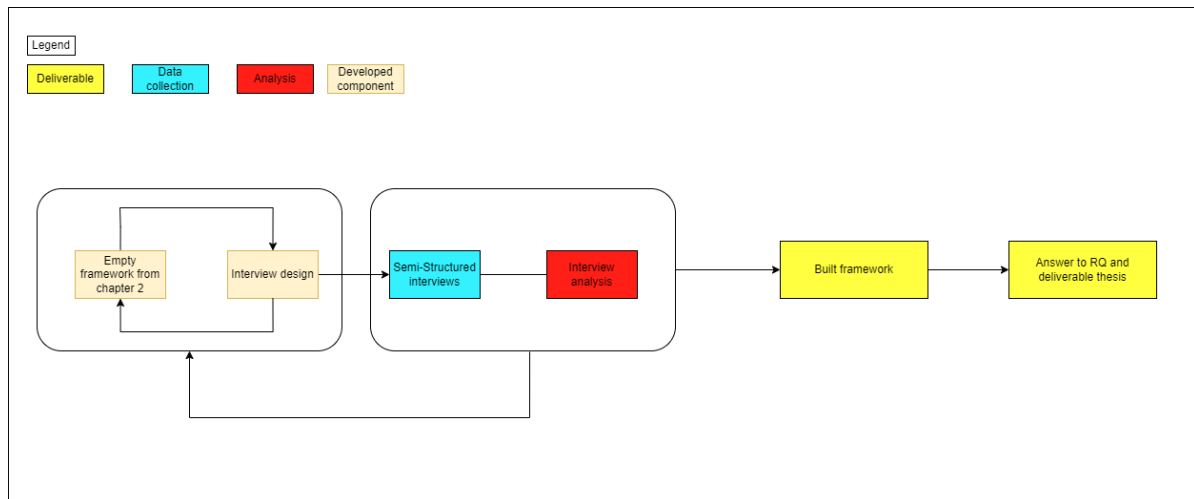 Legend
Deliverable
Data
collection
Analysis
Developed
component
Empty
framework from
chapter 2
Interview design
Semi-Structured
interviews
Interview
analysis
Built framework
Answer to RQ and
deliverable thesis